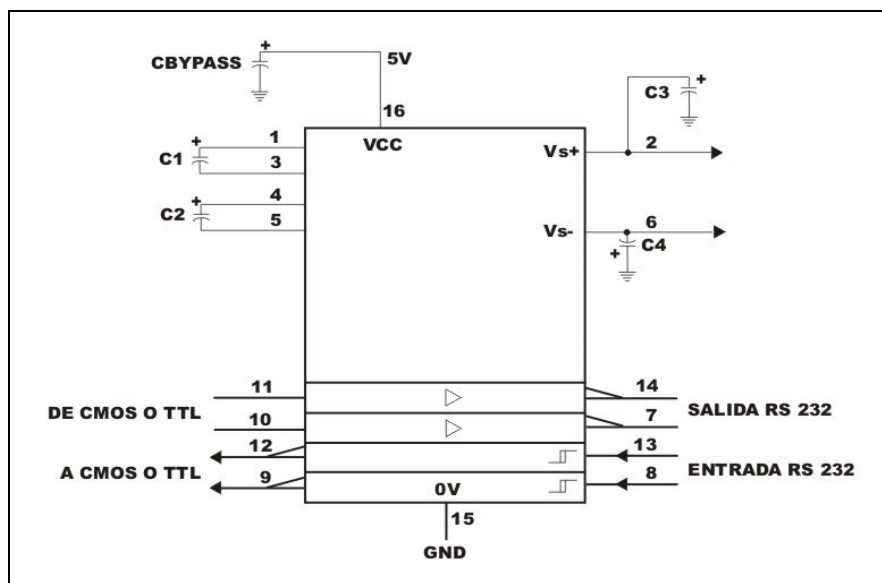 +
CBYPASS
5V
16
VCC
+
C3
+
C1
1
3
Vs+
2
+
C2
4
5
Vs-
6
+
C4
DE CMOS O TTL
11
10
14
7
SALIDA RS 232
A CMOS O TTL
12
9
13
8
ENTRADA RS 232
0V
15
GND